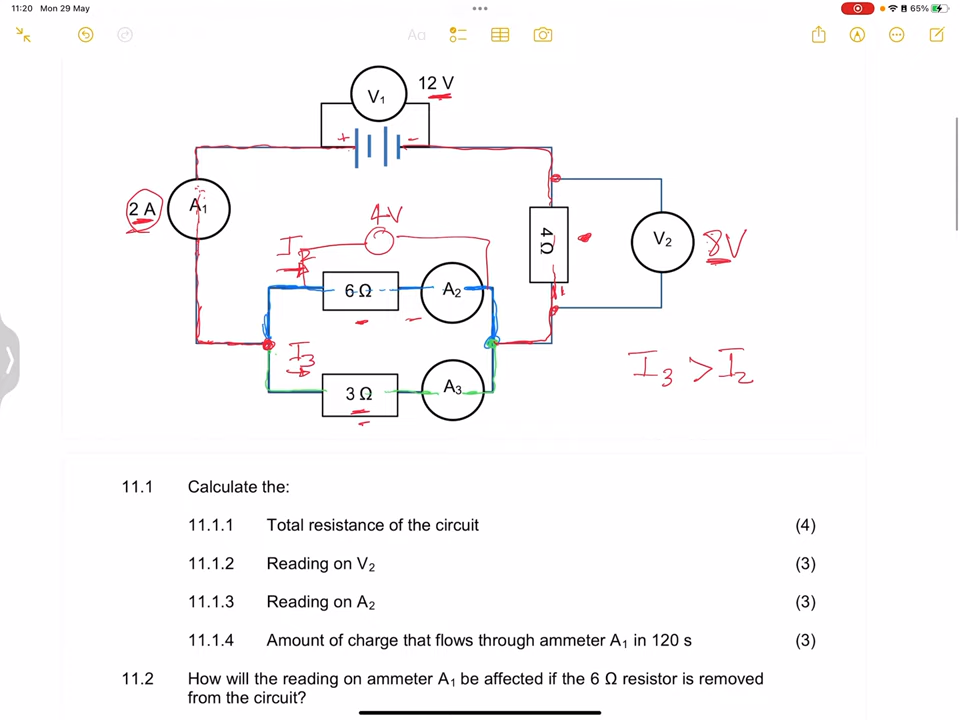 11:20 Mon 29 May
65%
Aa
V1 12 V
+ -
2 A A1
4V
I2
6 Ω A2
4 Ω V2 8V
I3
3 Ω A3
I3 > I2
11.1 Calculate the:
11.1.1 Total resistance of the circuit (4)
11.1.2 Reading on V2 (3)
11.1.3 Reading on A2 (3)
11.1.4 Amount of charge that flows through ammeter A1 in 120 s (3)
11.2 How will the reading on ammeter A1 be affected if the 6 Ω resistor is removed
from the circuit?